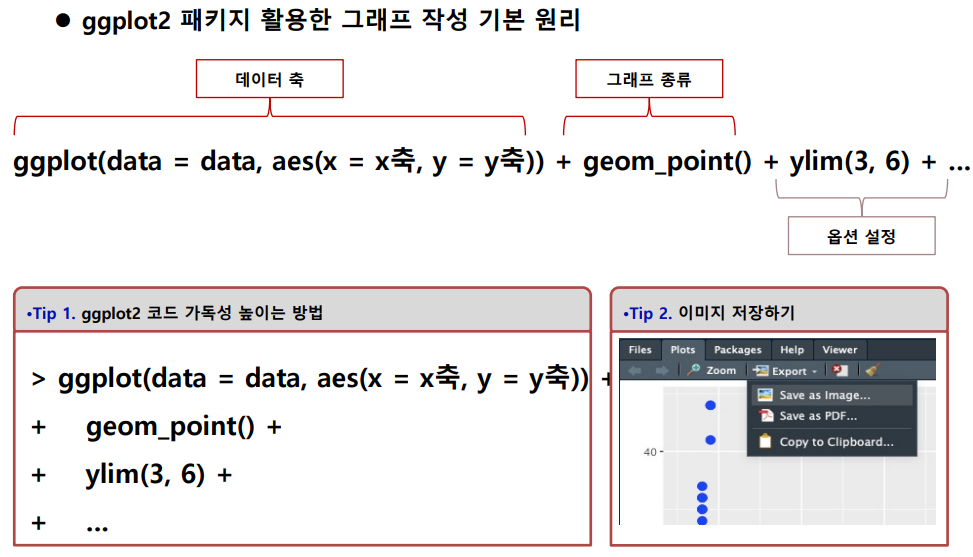 ● ggplot2 패키지 활용한 그래프 작성 기본 원리
데이터 축
그래프 종류
ggplot(data = data, aes(x = x축, y = y축)) + geom_point() + ylim(3, 6) + ...
옵션 설정
•Tip 1. ggplot2 코드 가독성 높이는 방법
> ggplot(data = data, aes(x = x축, y = y축)) +
+ geom_point() +
+ ylim(3, 6) +
+ ...
•Tip 2. 이미지 저장하기
Files Plots Packages Help Viewer
Zoom Export
Save as Image...
Save as PDF...
Copy to Clipboard...
40